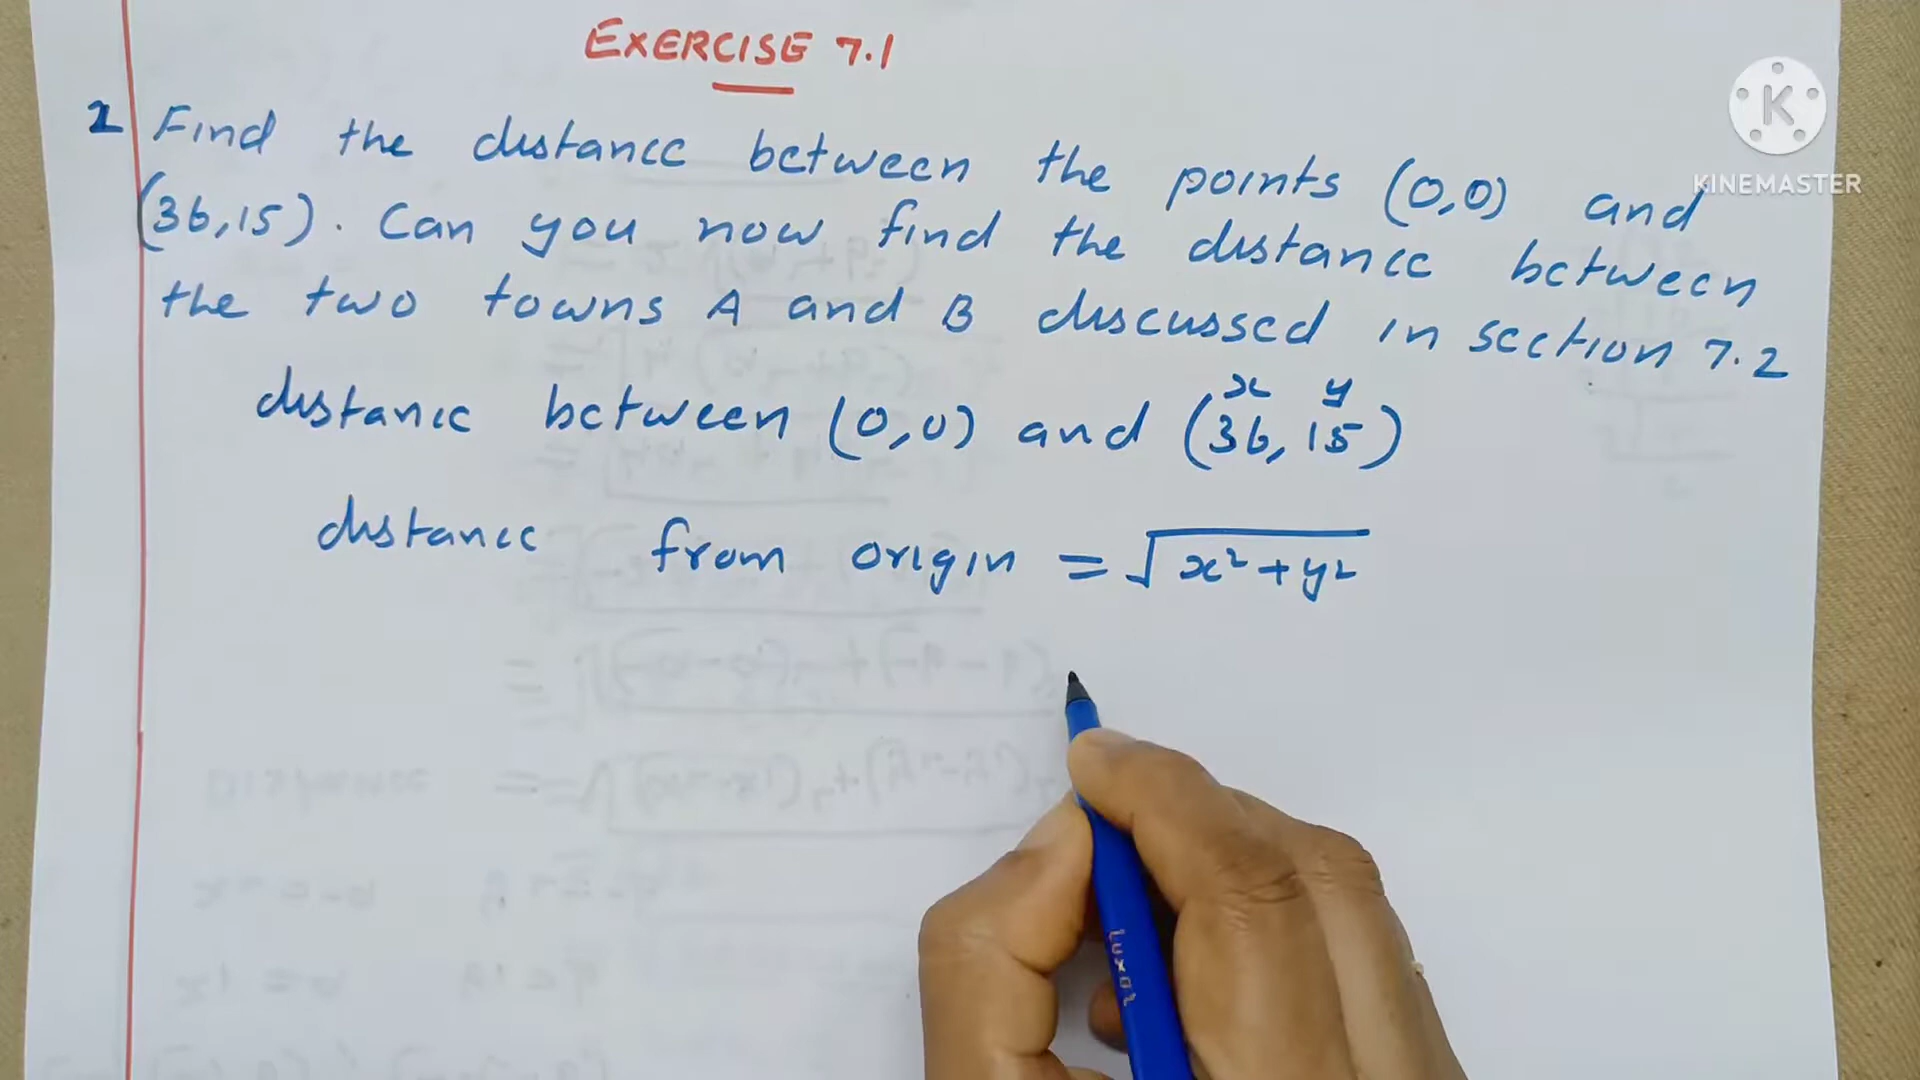 EXERCISE 7.1
2 Find the distance between the points (0,0) and
(36,15). Can you now find the distance between
the two towns A and B discussed in section 7.2
x y
distance between (0,0) and (36,15)
distance from origin = √x²+y²
K
KINEMASTER
Luxor